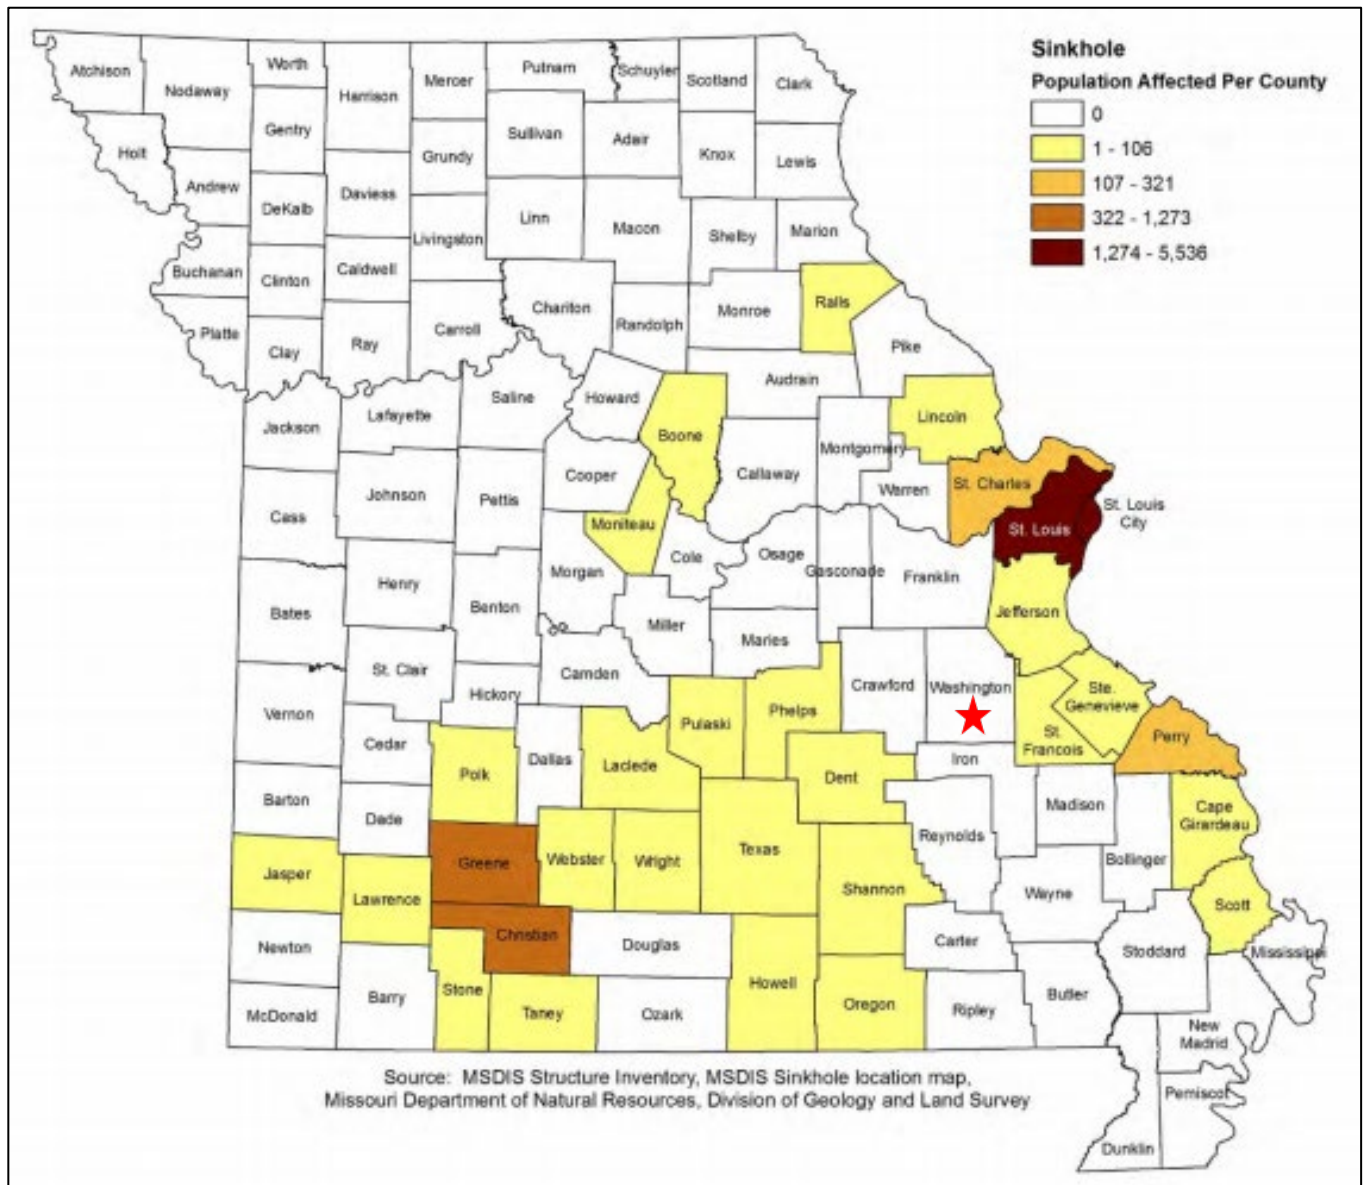 Sinkhole
Population Affected Per County
0
1 - 106
107 - 321
322 - 1,273
1,274 - 5,536
Atchison
Nodaway
Worth
Harrison
Mercer
Putnam
Schuyler
Scotland
Clark
Gentry
Sullivan
Adair
Knox
Lewis
Holt
Andrew
DeKalb
Daviess
Grundy
Linn
Macon
Shelby
Marion
Buchanan
Clinton
Caldwell
Livingston
Chariton
Randolph
Monroe
Ralls
Pike
Platte
Clay
Ray
Carroll
Saline
Howard
Audrain
Lincoln
Jackson
Lafayette
Boone
Callaway
Montgomery
Warren
St. Charles
St. Louis
St. Louis
City
Cass
Johnson
Pettis
Cooper
Moniteau
Cole
Osage
Gasconade
Franklin
Jefferson
Bates
Henry
Benton
Morgan
Miller
Maries
St. Clair
Hickory
Camden
Pulaski
Phelps
Crawford
Washington
Ste.
Genevieve
St.
Francois
Perry
Vernon
Cedar
Polk
Dallas
Laclede
Dent
Iron
Madison
Cape
Girardeau
Barton
Dade
Greene
Webster
Wright
Texas
Shannon
Reynolds
Bollinger
Wayne
Scott
Jasper
Lawrence
Christian
Douglas
Howell
Carter
Stoddard
Mississippi
Newton
McDonald
Barry
Stone
Taney
Ozark
Oregon
Ripley
Butler
New
Madrid
Pemiscot
Dunklin
Source: MSDIS Structure Inventory, MSDIS Sinkhole location map,
Missouri Department of Natural Resources, Division of Geology and Land Survey